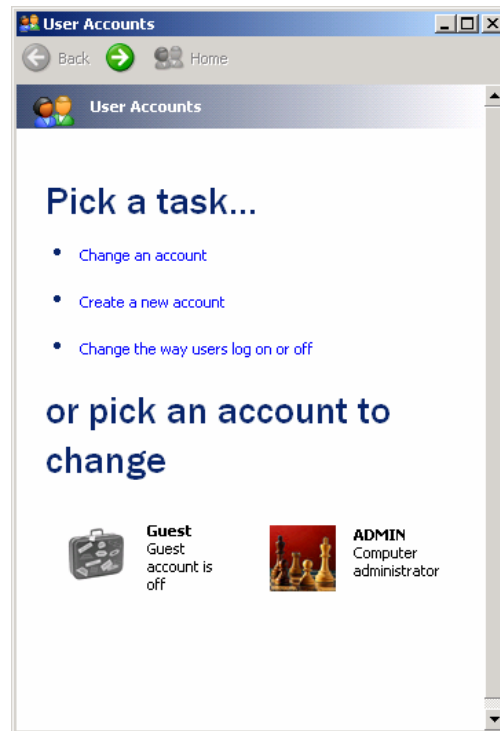 User Accounts
Back Home
User Accounts
Pick a task...
• Change an account
• Create a new account
• Change the way users log on or off
or pick an account to
change
Guest
Guest
account is
off
ADMIN
Computer
administrator